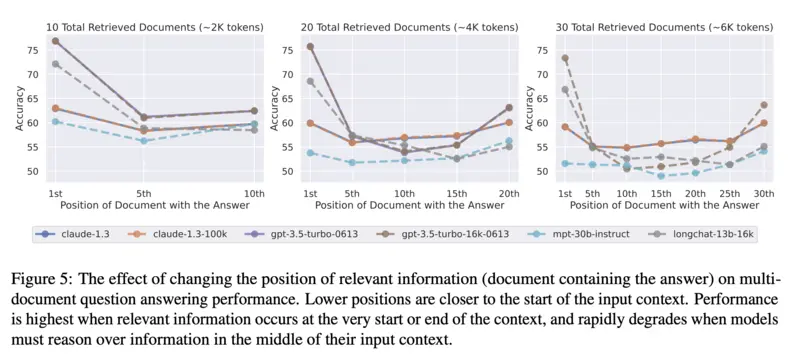 10 Total Retrieved Documents (~2K tokens)
75
70
65
60
55
50
Accuracy
1st 5th 10th
Position of Document with the Answer
20 Total Retrieved Documents (~4K tokens)
75
70
65
60
55
50
Accuracy
1st 5th 10th 15th 20th
Position of Document with the Answer
30 Total Retrieved Documents (~6K tokens)
75
70
65
60
55
50
Accuracy
1st 5th 10th 15th 20th 25th 30th
Position of Document with the Answer
claude-1.3 claude-1.3-100k gpt-3.5-turbo-0613 gpt-3.5-turbo-16k-0613 mpt-30b-instruct longchat-13b-16k
Figure 5: The effect of changing the position of relevant information (document containing the answer) on multi-
document question answering performance. Lower positions are closer to the start of the input context. Performance
is highest when relevant information occurs at the very start or end of the context, and rapidly degrades when models
must reason over information in the middle of their input context.